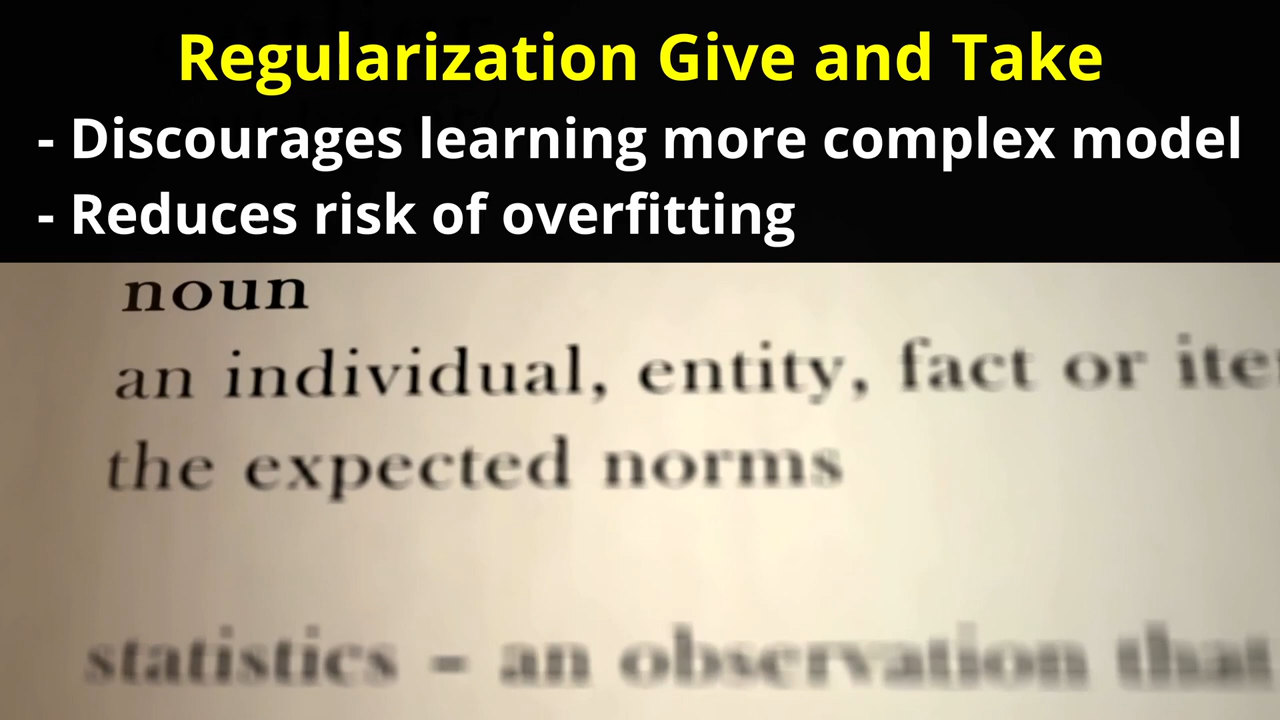 Regularization Give and Take
- Discourages learning more complex model
- Reduces risk of overfitting
noun
an individual, entity, fact or
the expected norms
statistics – an observation that